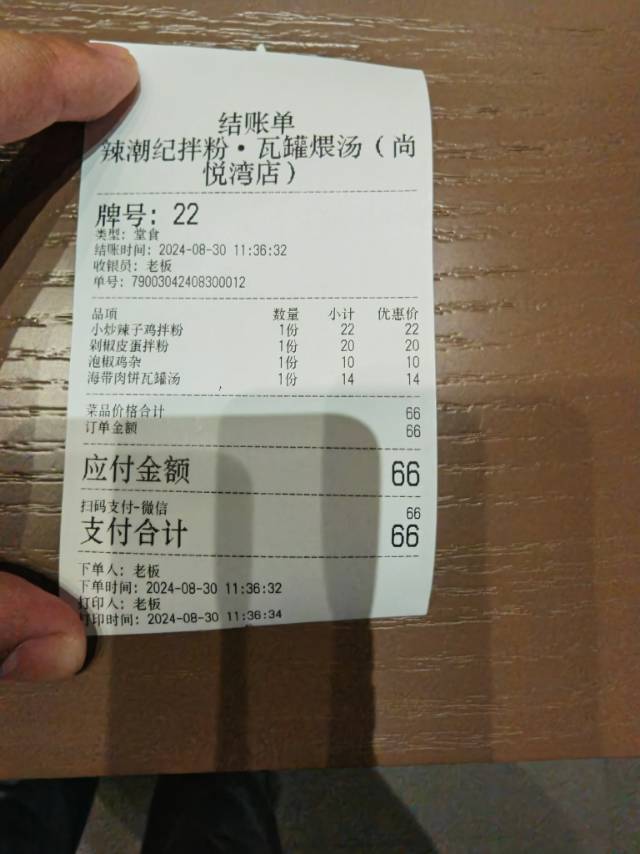 结账单
辣潮纪拌粉·瓦罐煨汤（尚
悦湾店）
牌号: 22
类型: 堂食
结账时间: 2024-08-30 11:36:32
收银员: 老板
单号: 79003042408300012
品项 数量 小计 优惠价
小炒辣子鸡拌粉 1份 22 22
剁椒皮蛋拌粉 1份 20 20
泡椒鸡杂 1份 10 10
海带肉饼瓦罐汤 1份 14 14
菜品价格合计 66
订单金额 66
应付金额 66
扫码支付-微信 66
支付合计 66
下单人: 老板
下单时间: 2024-08-30 11:36:32
打印人: 老板
打印时间: 2024-08-30 11:36:34